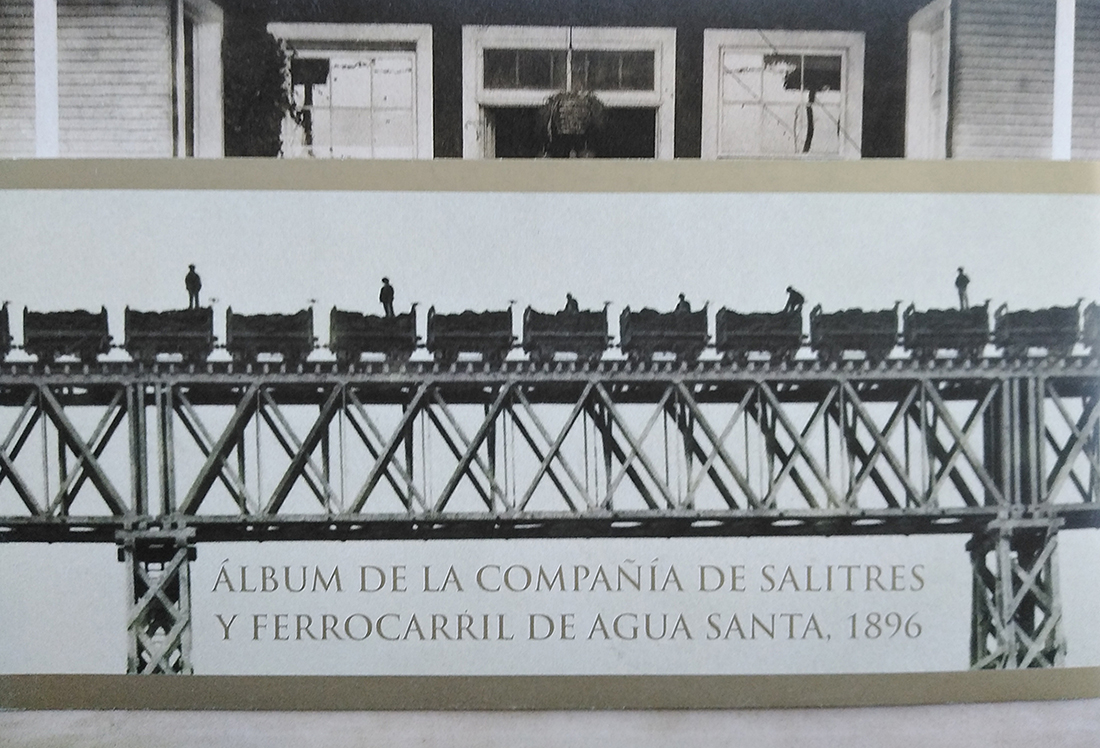 ÁLBUM DE LA COMPAÑÍA DE SALITRES
Y FERROCARRIL DE AGUA SANTA, 1896